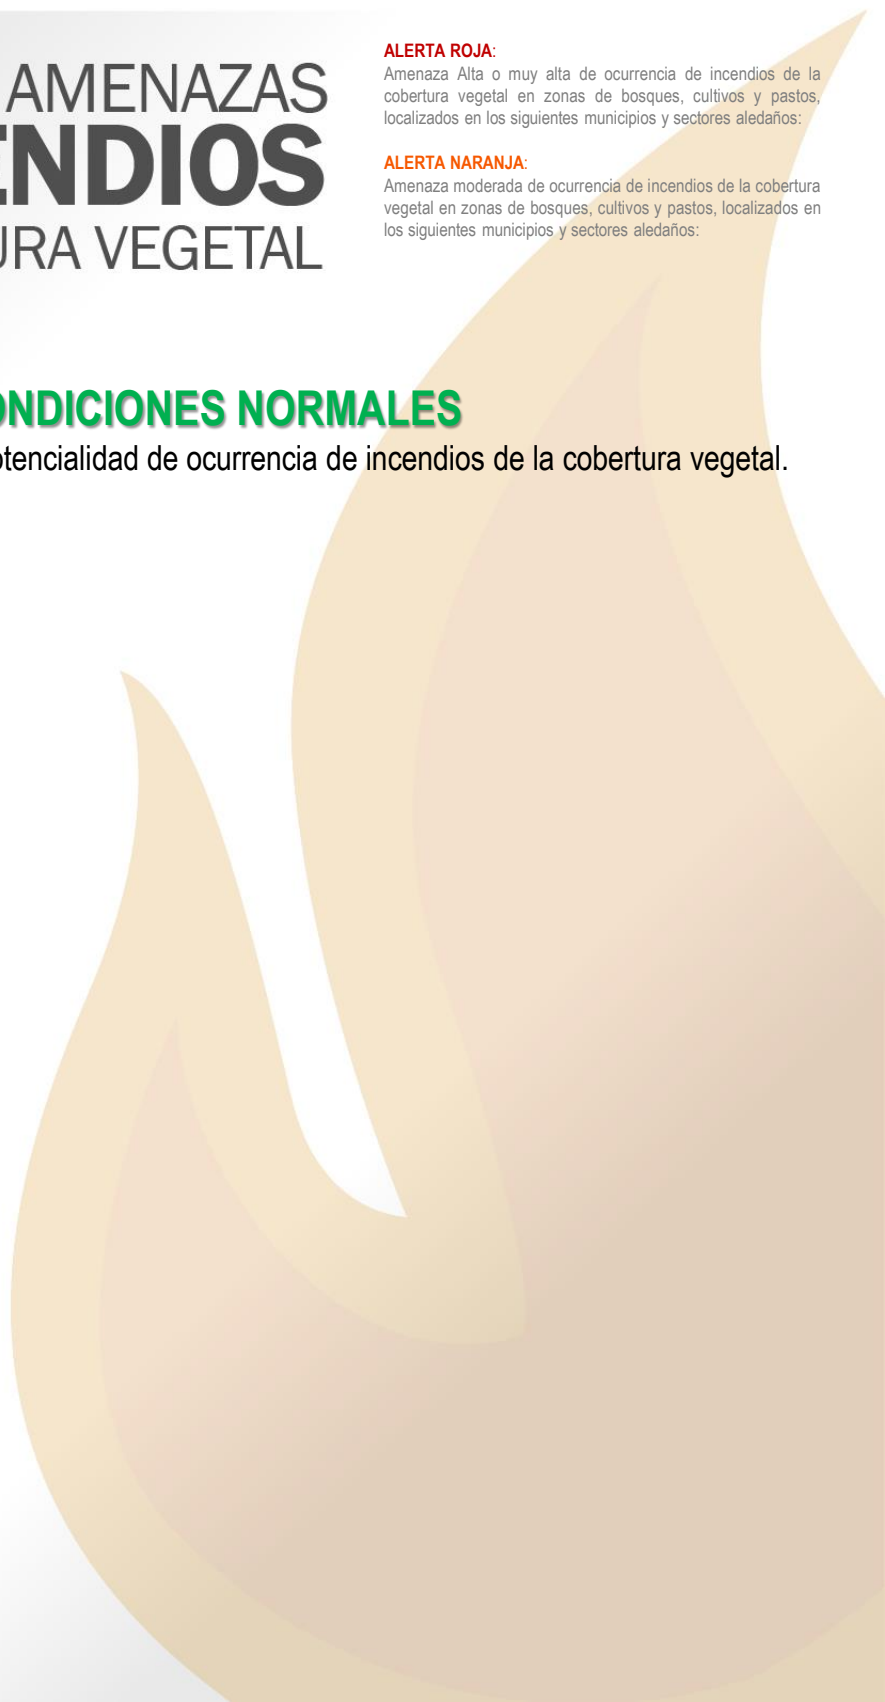 AMENAZAS
ENDIOS
URA VEGETAL
ALERTA ROJA:
Amenaza Alta o muy alta de ocurrencia de incendios de la
cobertura vegetal en zonas de bosques, cultivos y pastos,
localizados en los siguientes municipios y sectores aledaños:
ALERTA NARANJA:
Amenaza moderada de ocurrencia de incendios de la cobertura
vegetal en zonas de bosques, cultivos y pastos, localizados en
los siguientes municipios y sectores aledaños:
ONDICIONES NORMALES
otencialidad de ocurrencia de incendios de la cobertura vegetal.